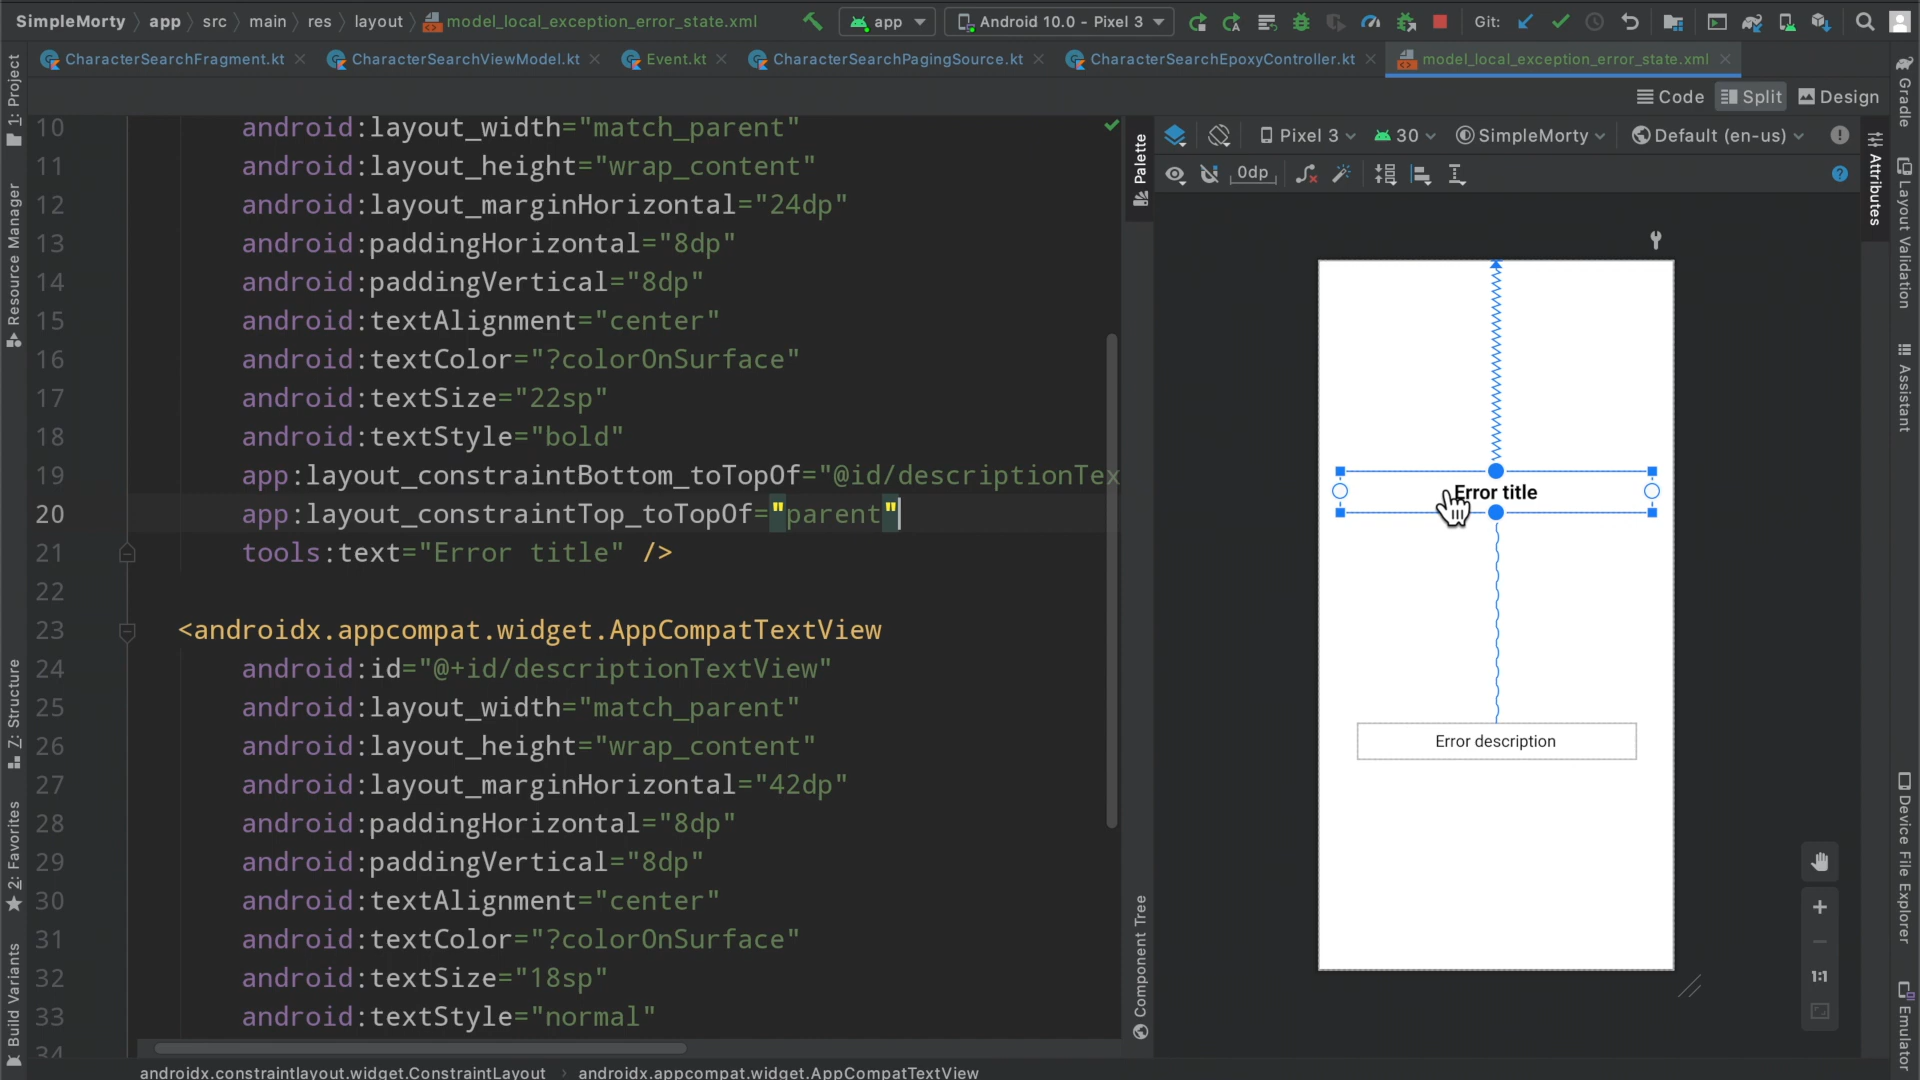 SimpleMorty app src main res layout model_local_exception_error_state.xml app Android 10.0 - Pixel 3 Git:
CharacterSearchFragment.kt CharacterSearchViewModel.kt Event.kt CharacterSearchPagingSource.kt CharacterSearchEpoxyController.kt model_local_exception_error_state.xml
Code Split Design
1: Project
Resource Manager
Z: Structure
2: Favorites
Build Variants
10 android:layout_width="match_parent"
11 android:layout_height="wrap_content"
12 android:layout_marginHorizontal="24dp"
13 android:paddingHorizontal="8dp"
14 android:paddingVertical="8dp"
15 android:textAlignment="center"
16 android:textColor="?colorOnSurface"
17 android:textSize="22sp"
18 android:textStyle="bold"
19 app:layout_constraintBottom_toTopOf="@id/descriptionTex
20 app:layout_constraintTop_toTopOf="parent"
21 tools:text="Error title" />
22
23 <androidx.appcompat.widget.AppCompatTextView
24 android:id="@+id/descriptionTextView"
25 android:layout_width="match_parent"
26 android:layout_height="wrap_content"
27 android:layout_marginHorizontal="42dp"
28 android:paddingHorizontal="8dp"
29 android:paddingVertical="8dp"
30 android:textAlignment="center"
31 android:textColor="?colorOnSurface"
32 android:textSize="18sp"
33 android:textStyle="normal"
34
androidx.constraintlayout.widget.ConstraintLayout androidx.appcompat.widget.AppCompatTextView
Palette
Component Tree
Pixel 3 30 SimpleMorty Default (en-us)
0dp
Error title
Error description
1:1
Attributes
Gradle
Layout Validation
Assistant
Device File Explorer
Emulator